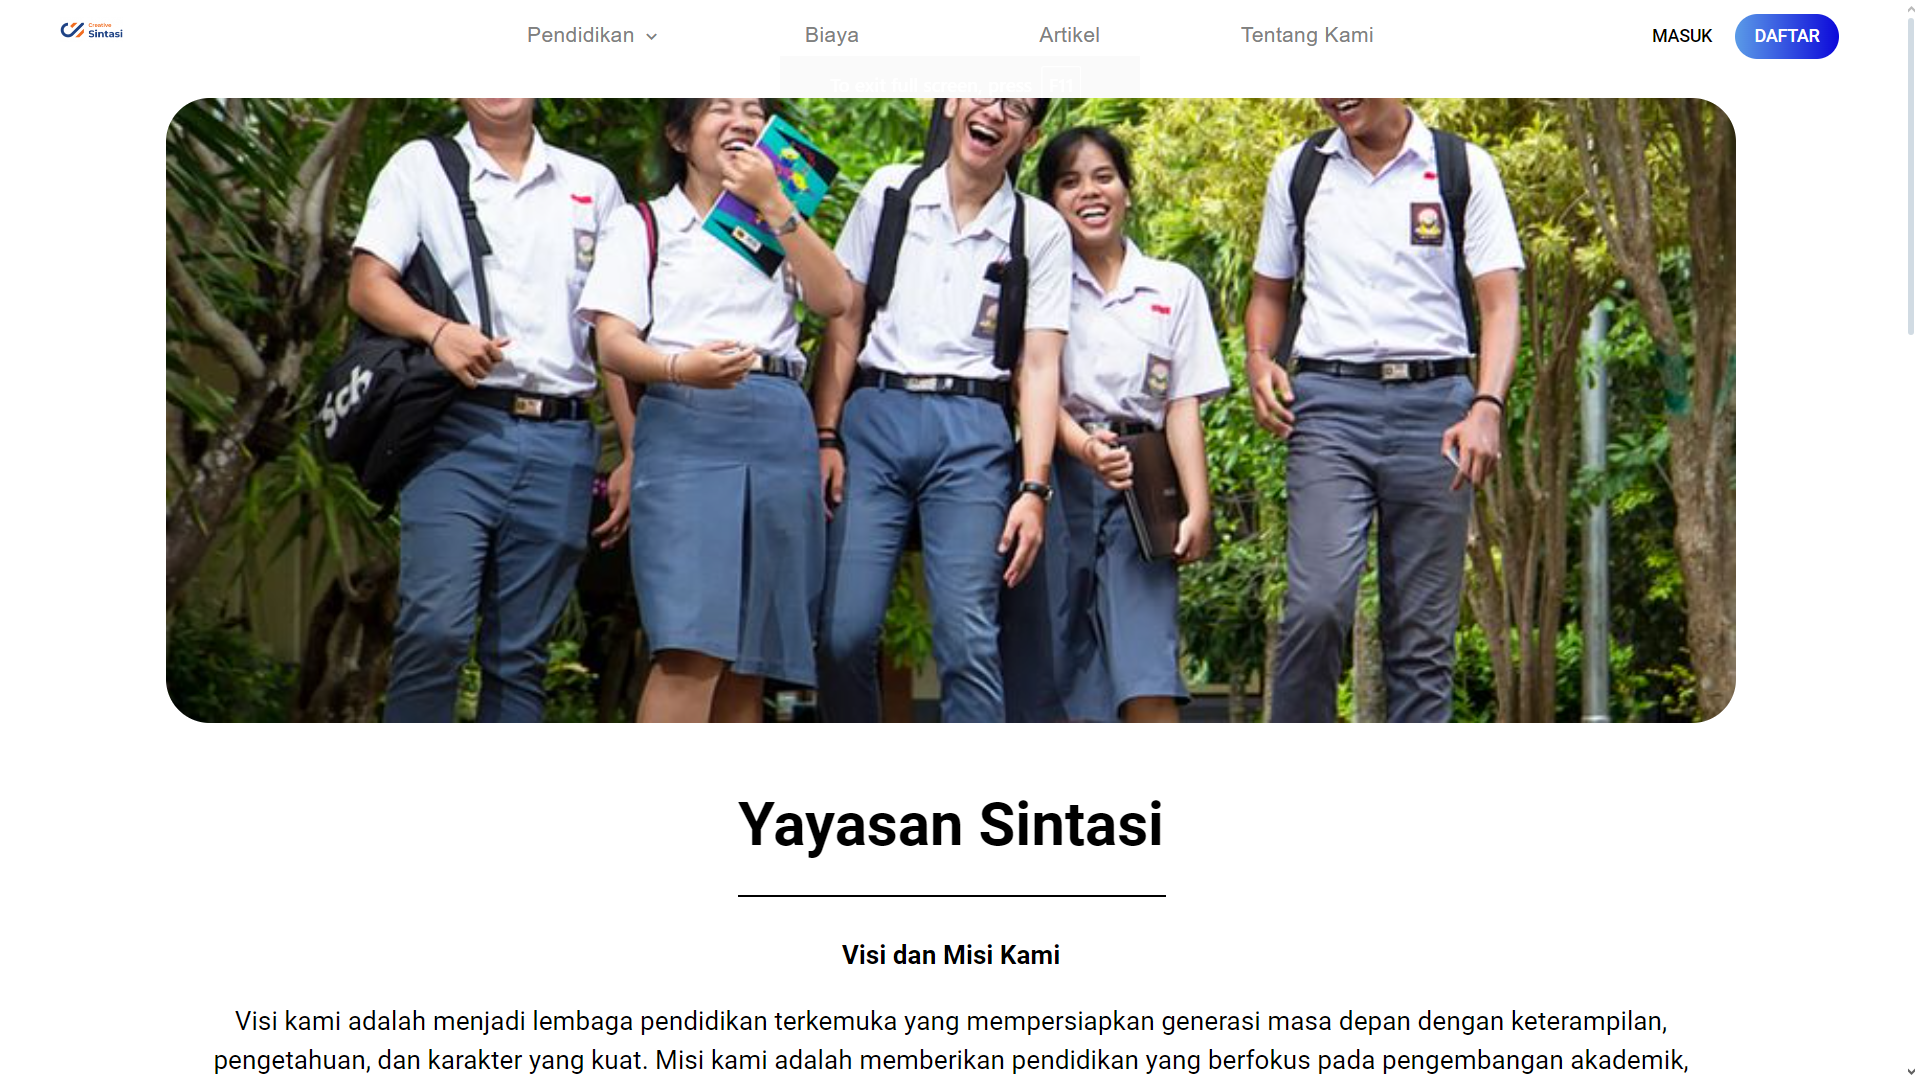 Creative
Sintasi
Pendidikan
Biaya
Artikel
Tentang Kami
MASUK
DAFTAR
To exit full screen, press F11
Sch
Yayasan Sintasi
Visi dan Misi Kami
Visi kami adalah menjadi lembaga pendidikan terkemuka yang mempersiapkan generasi masa depan dengan keterampilan,
pengetahuan, dan karakter yang kuat. Misi kami adalah memberikan pendidikan yang berfokus pada pengembangan akademik,